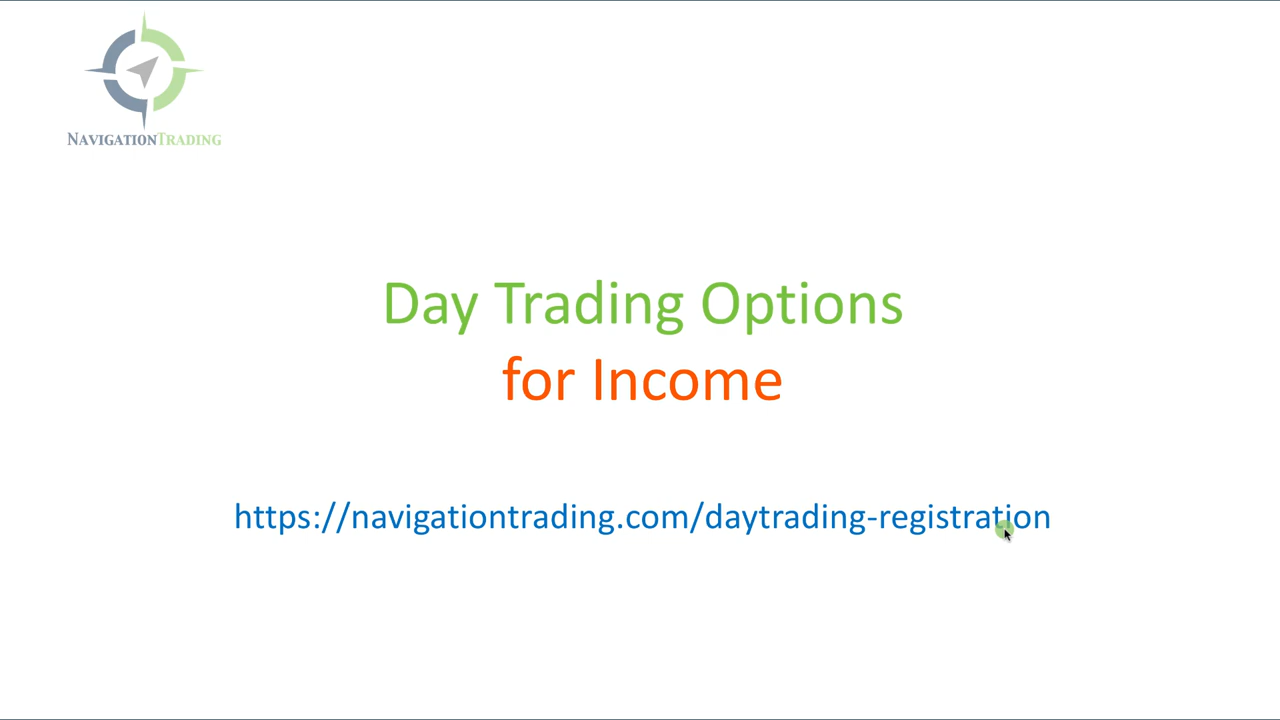 NAVIGATIONTRADING
Day Trading Options
for Income
https://navigationtrading.com/daytrading-registration